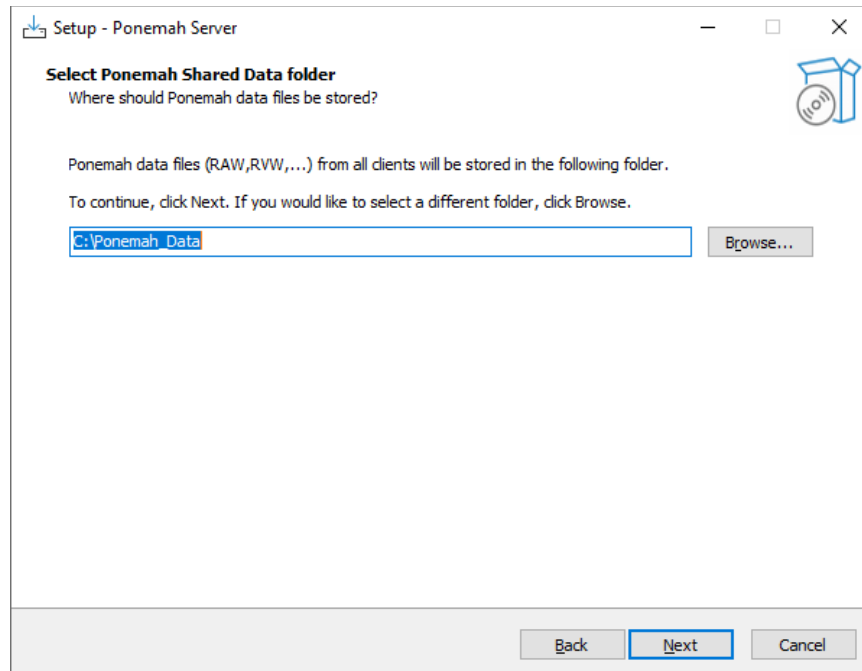 Setup - Ponemah Server
Select Ponemah Shared Data folder
Where should Ponemah data files be stored?
Ponemah data files (RAW,RVW,...) from all clients will be stored in the following folder.
To continue, click Next. If you would like to select a different folder, click Browse.
C:\Ponemah_Data
Browse...
Back
Next
Cancel